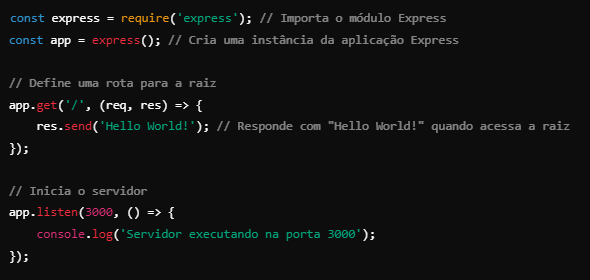 const express = require('express'); // Importa o módulo Express
const app = express(); // Cria uma instância da aplicação Express
// Define uma rota para a raiz
app.get('/', (req, res) => {
res.send('Hello World!'); // Responde com "Hello World!" quando acessa a raiz
});
// Inicia o servidor
app.listen(3000, () => {
console.log('Servidor executando na porta 3000');
});